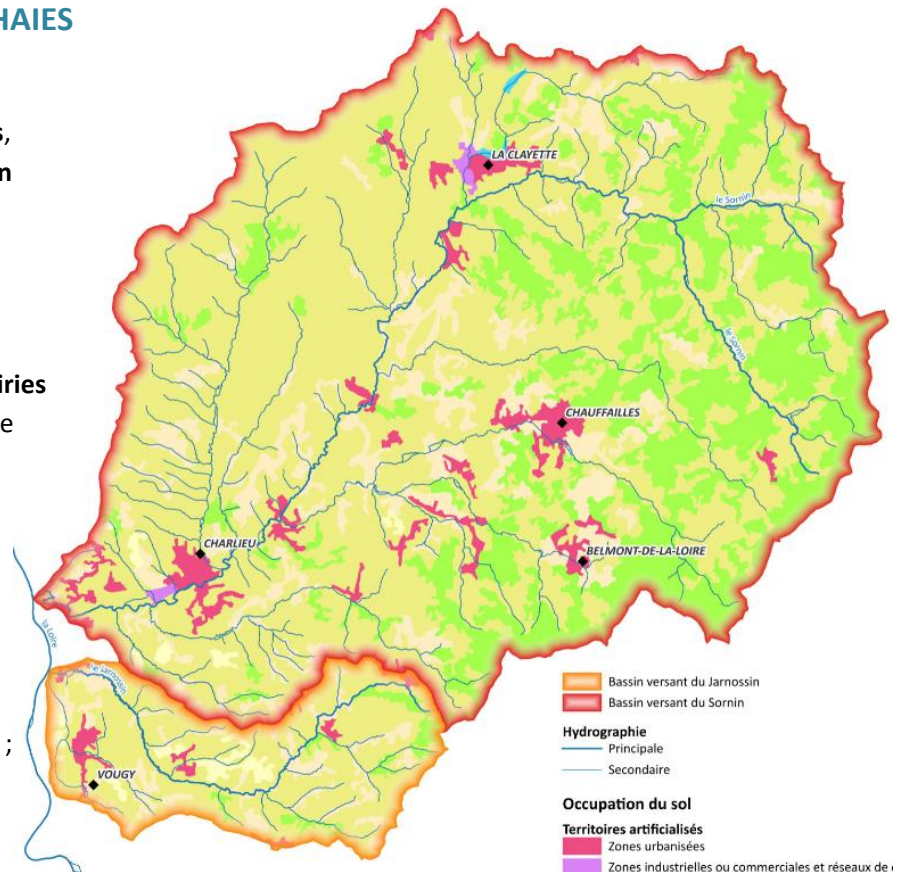 HAIES
s,
n
iries
e
;
LA CLAYETTE
le Sornin
le Sornin
CHAUFFAILLES
CHARLIEU
BELMONT-DE-LA-LOIRE
la Loire
le Jarnossin
VOUGY
Bassin versant du Jarnossin
Bassin versant du Sornin
Hydrographie
Principale
Secondaire
Occupation du sol
Territoires artificialisés
Zones urbanisées
Zones industrielles ou commerciales et réseaux de